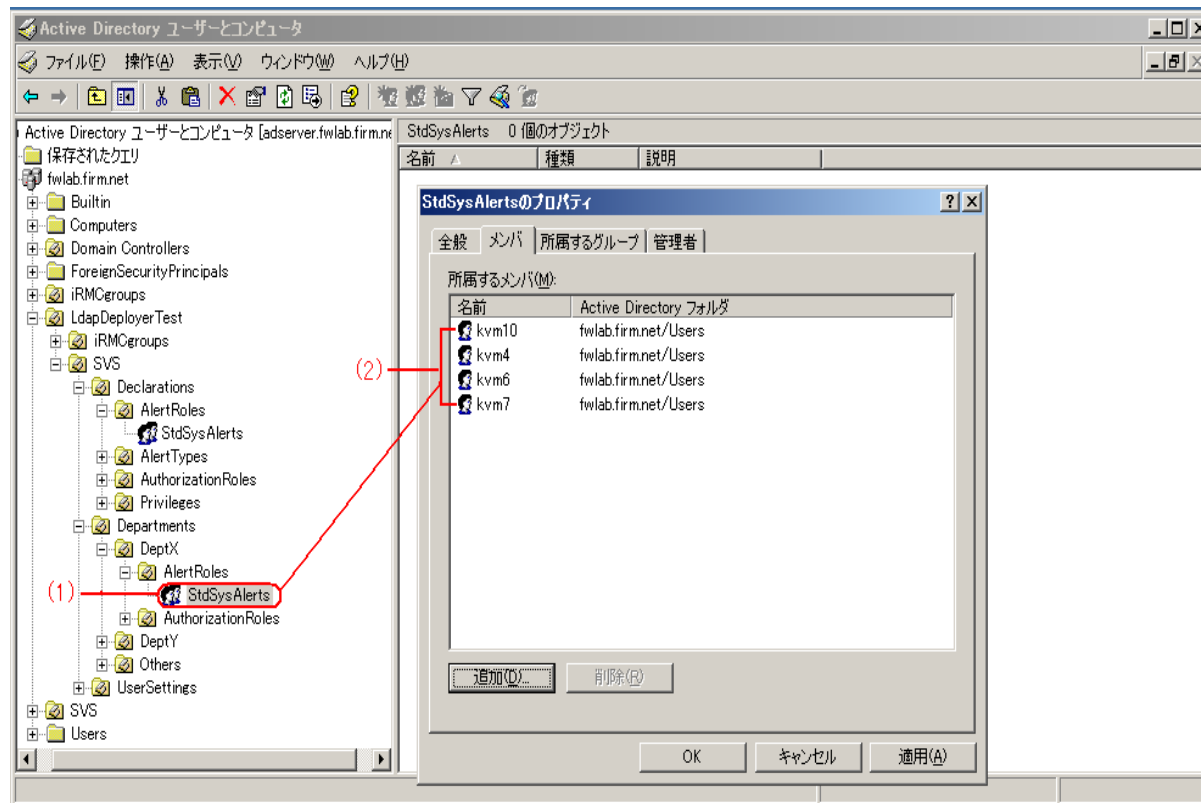 Active Directory ユーザーとコンピュータ
ファイル(F) 操作(A) 表示(V) ウィンドウ(W) ヘルプ(H)
Active Directory ユーザーとコンピュータ [adserver.fwlab.firm.ne
保存されたクエリ
fwlab.firm.net
Builtin
Computers
Domain Controllers
ForeignSecurityPrincipals
iRMCgroups
LdapDeployerTest
iRMCgroups
SVS
Declarations
AlertRoles
StdSysAlerts
AlertTypes
AuthorizationRoles
Privileges
Departments
DeptX
AlertRoles
(1)
StdSysAlerts
AuthorizationRoles
DeptY
Others
UserSettings
SVS
Users
StdSysAlerts 0 個のオブジェクト
名前 種類 説明
StdSysAlertsのプロパティ
全般 メンバ 所属するグループ 管理者
所属するメンバ(M):
名前 Active Directory フォルダ
(2)
kvm10 fwlab.firm.net/Users
kvm4 fwlab.firm.net/Users
kvm6 fwlab.firm.net/Users
kvm7 fwlab.firm.net/Users
追加(D)... 削除(R)
OK キャンセル 適用(A)